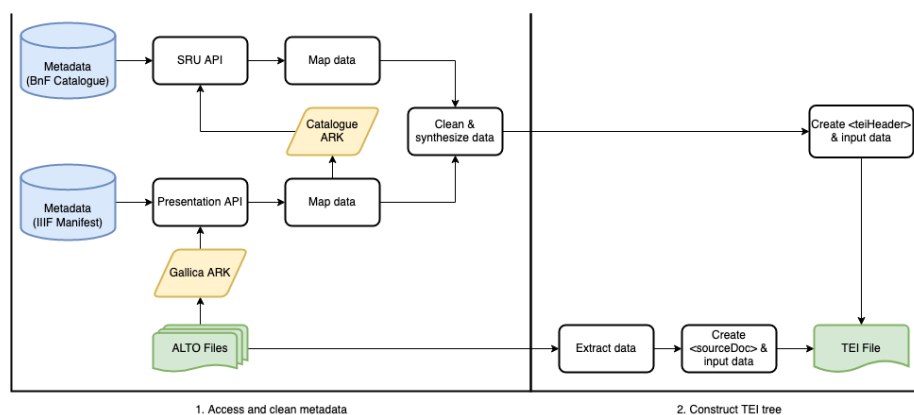 Metadata
(BnF Catalogue)
SRU API
Map data
Catalogue
ARK
Clean &
synthesize data
Create <teiHeader>
& input data
Metadata
(IIIF Manifest)
Presentation API
Map data
Gallica ARK
ALTO Files
Extract data
Create
<sourceDoc> &
input data
TEI File
1. Access and clean metadata
2. Construct TEI tree